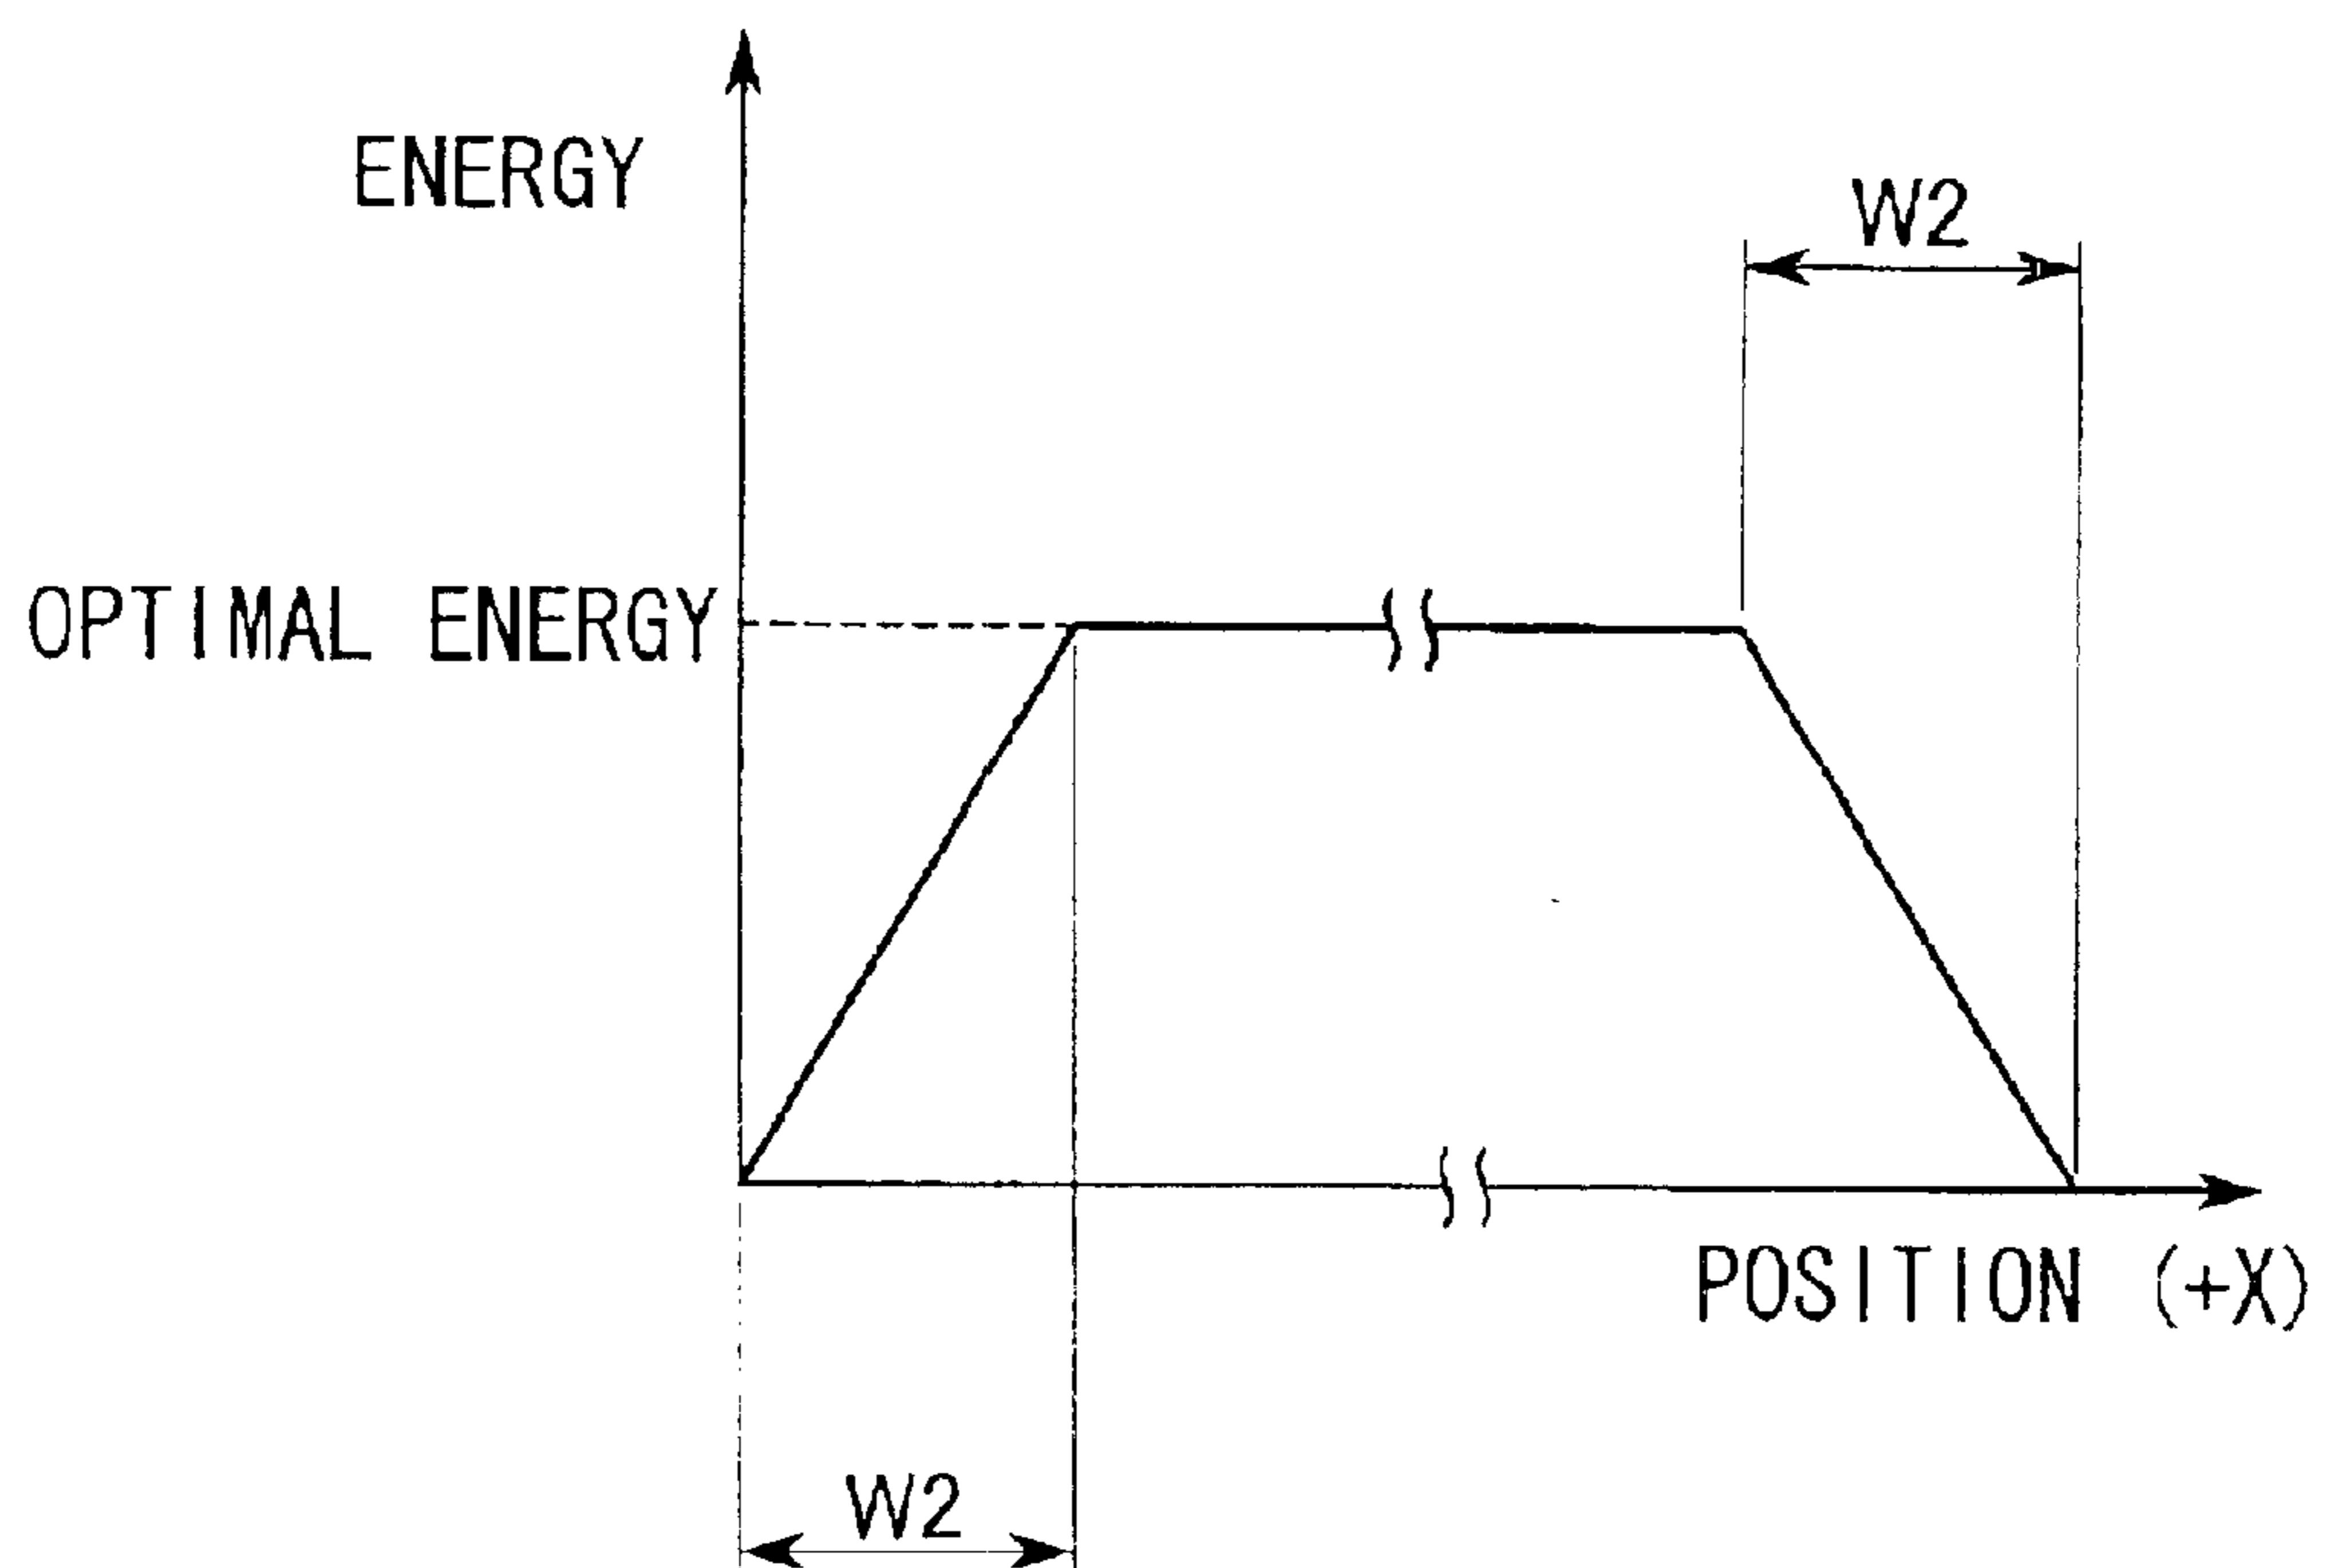 ENERGY
W2
OPTIMAL ENERGY
POSITION (+X)
W2